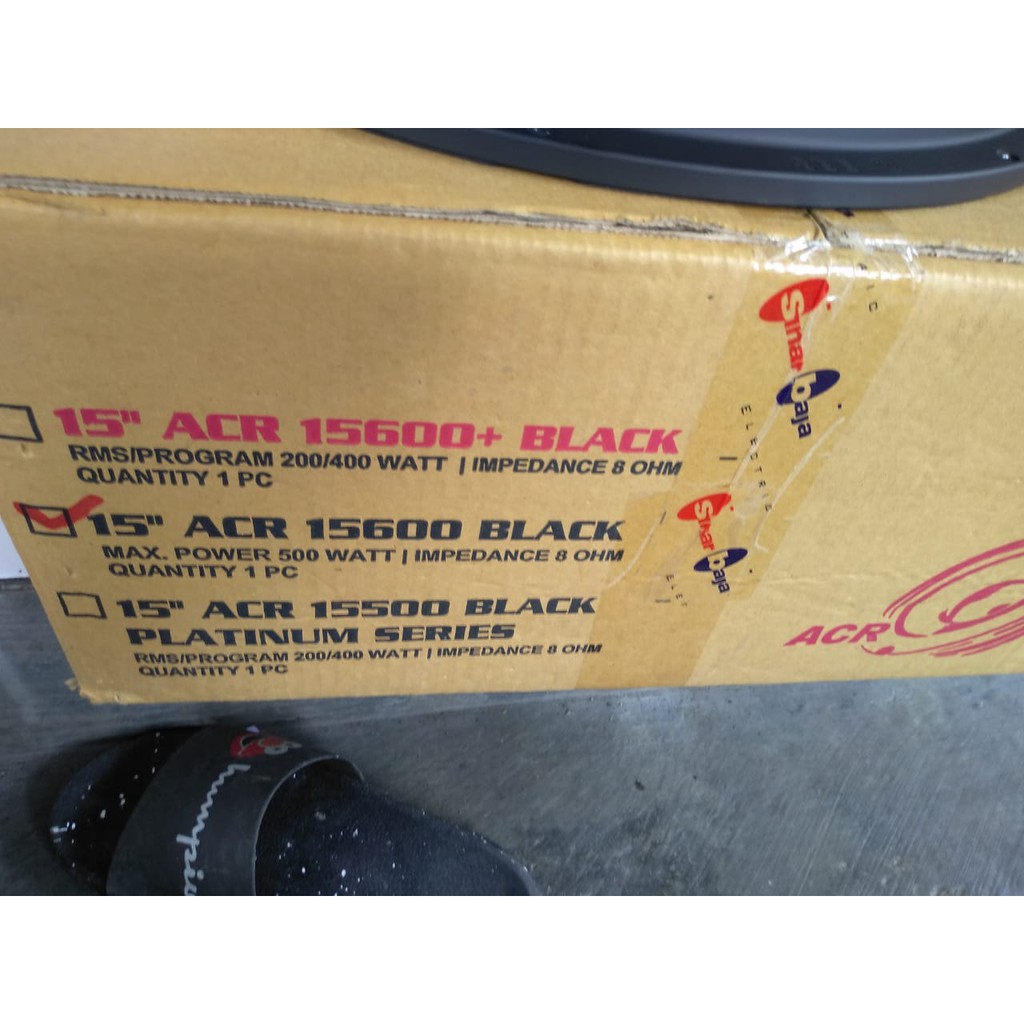 15" ACR 15600+ BLACK
RMS/PROGRAM 200/400 WATT | IMPEDANCE 8 OHM
QUANTITY 1 PC
15" ACR 15600 BLACK
MAX. POWER 500 WATT | IMPEDANCE 8 OHM
QUANTITY 1 PC
15" ACR 15500 BLACK
PLATINUM SERIES
RMS/PROGRAM 200/400 WATT | IMPEDANCE 8 OHM
QUANTITY 1 PC
Sinar baja
ELECTRIC
Sinar baja
ELEC
ACR